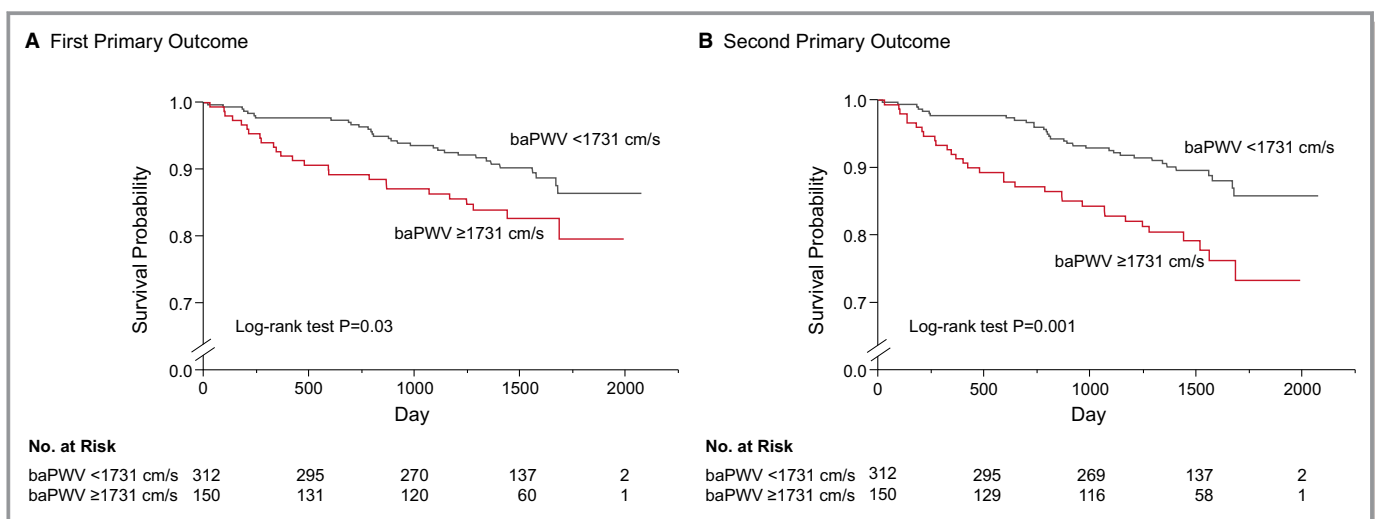 A First Primary Outcome
1.0
0.9
0.8
0.7
0.0
Survival Probability
baPWV <1731 cm/s
baPWV ≥1731 cm/s
Log-rank test P=0.03
0 500 1000 1500 2000
Day
No. at Risk
baPWV <1731 cm/s 312 295 270 137 2
baPWV ≥1731 cm/s 150 131 120 60 1
B Second Primary Outcome
1.0
0.9
0.8
0.7
0.0
Survival Probability
baPWV <1731 cm/s
baPWV ≥1731 cm/s
Log-rank test P=0.001
0 500 1000 1500 2000
Day
No. at Risk
baPWV <1731 cm/s 312 295 269 137 2
baPWV ≥1731 cm/s 150 129 116 58 1